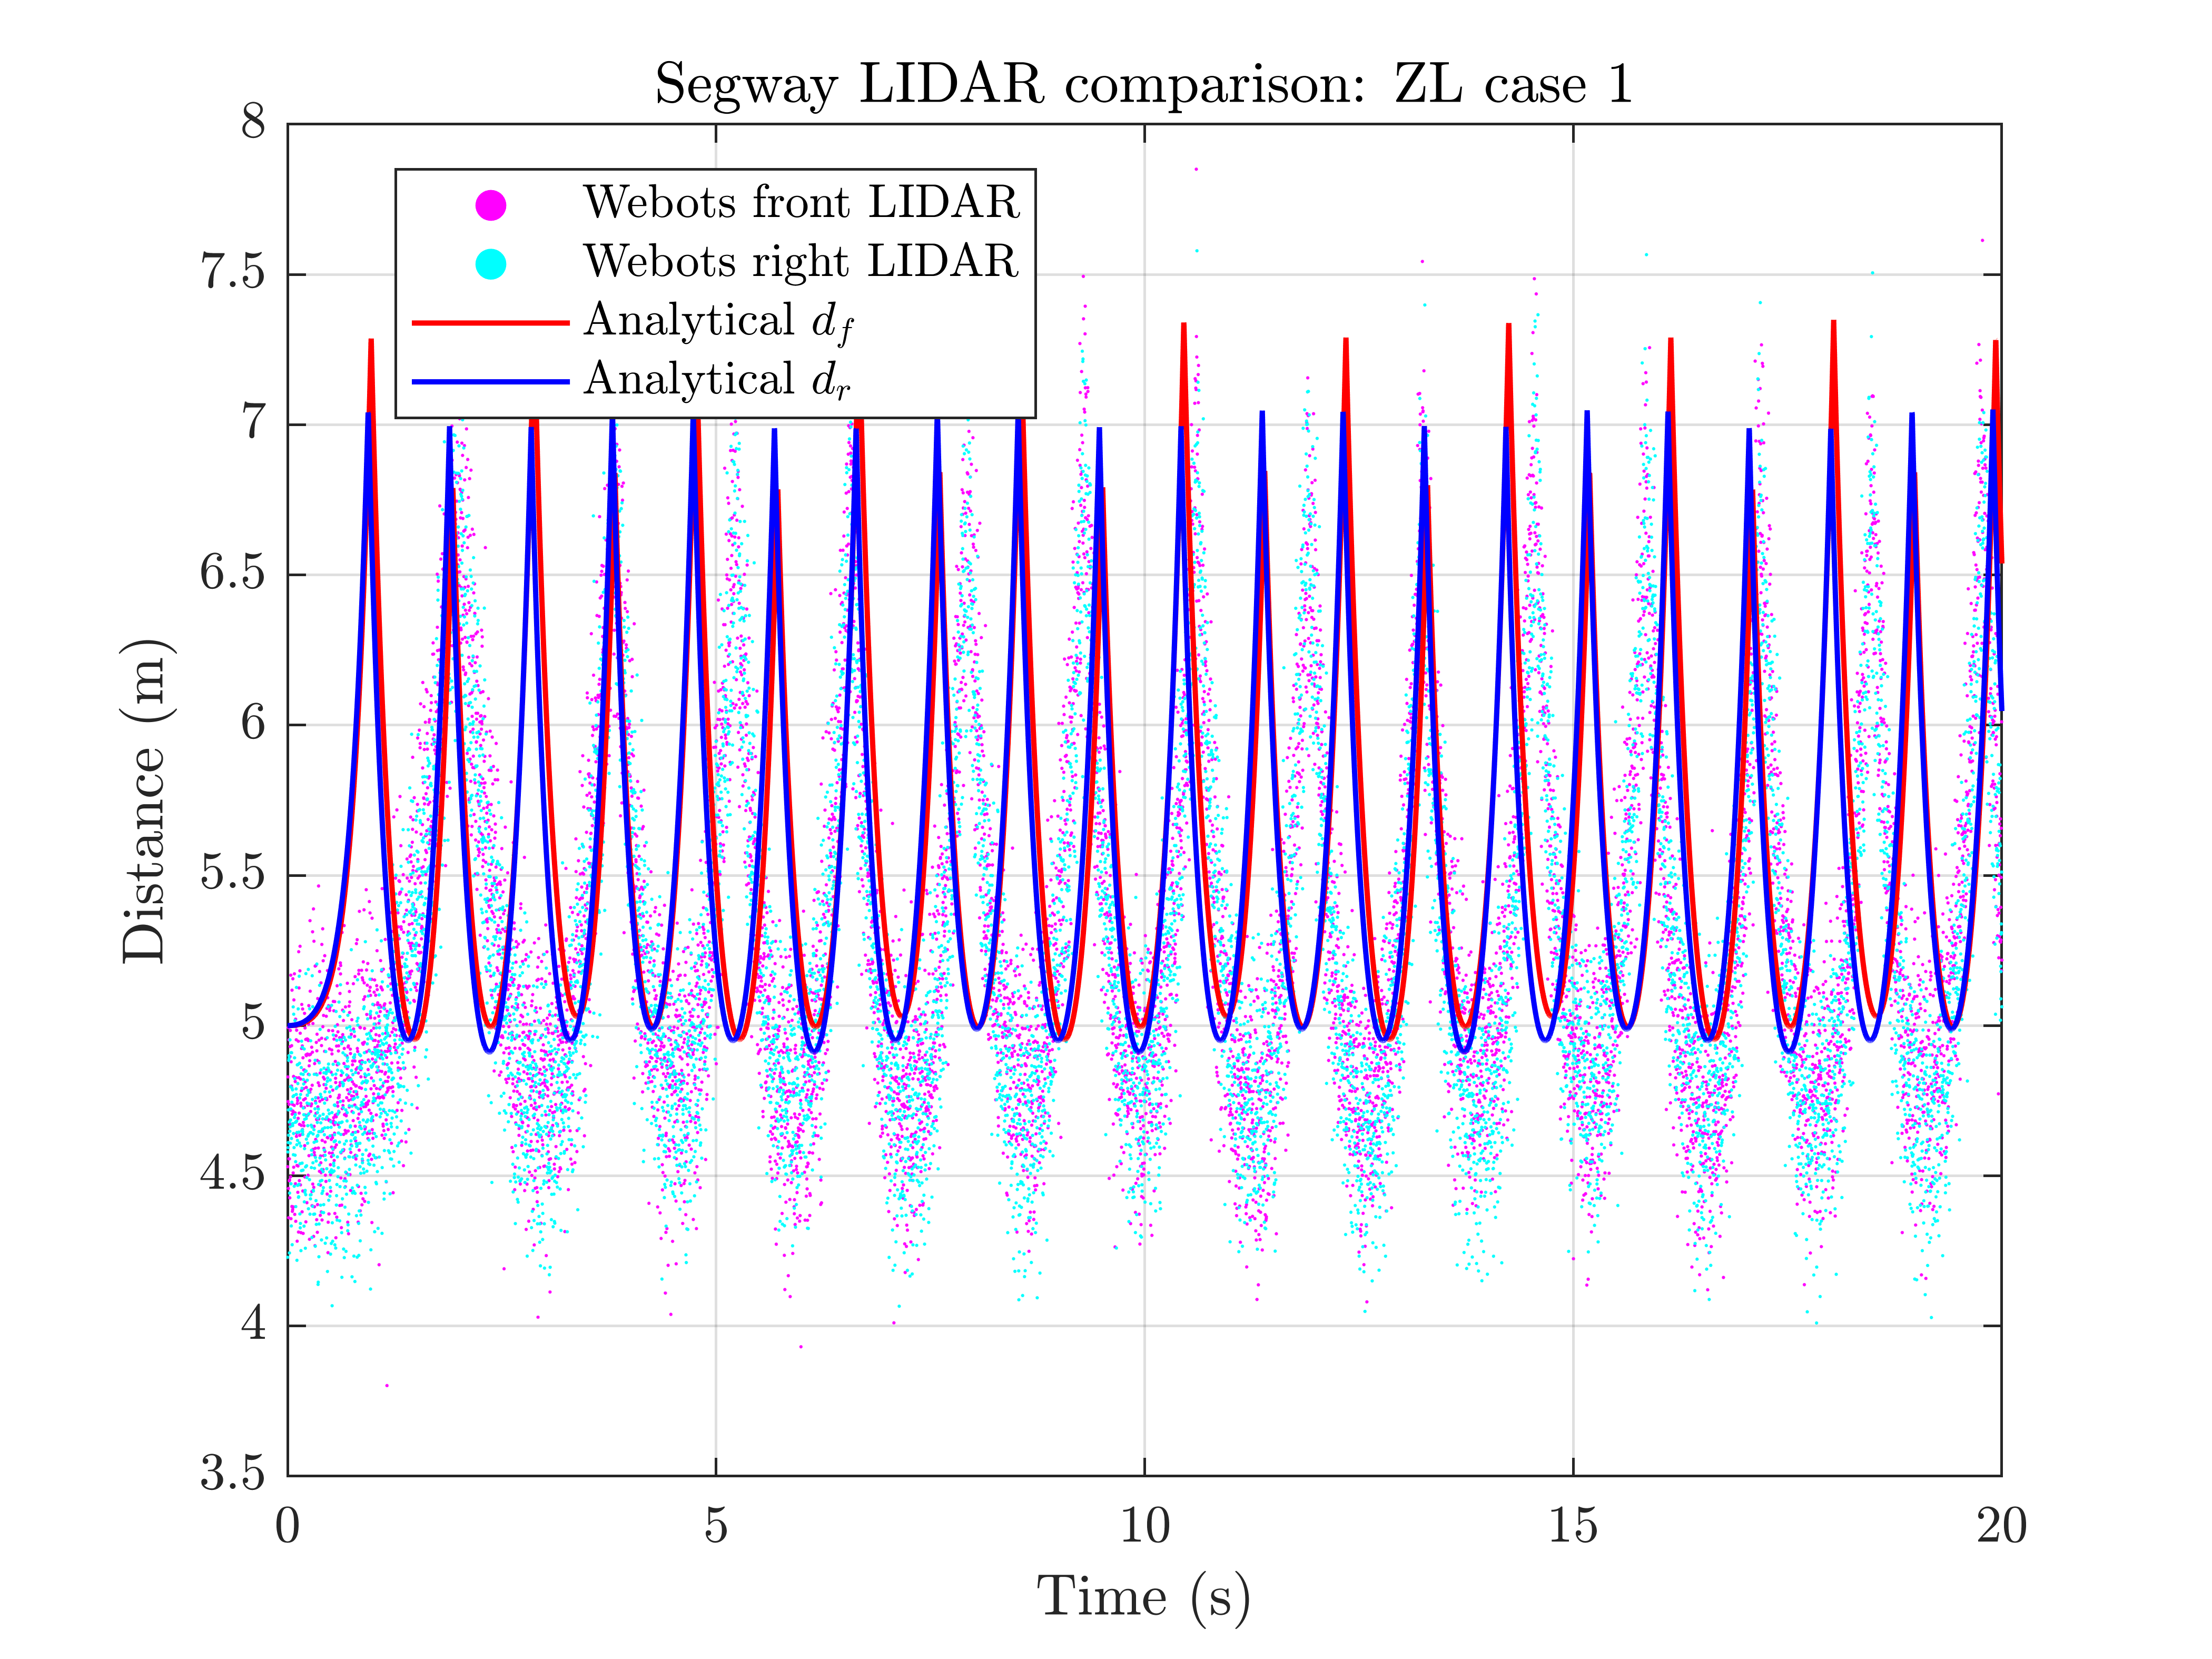 Segway LIDAR comparison: ZL case 1
8
7.5
7
6.5
6
5.5
5
4.5
4
3.5
Distance (m)
Webots front LIDAR
Webots right LIDAR
Analytical d_f
Analytical d_r
0 5 10 15 20
Time (s)